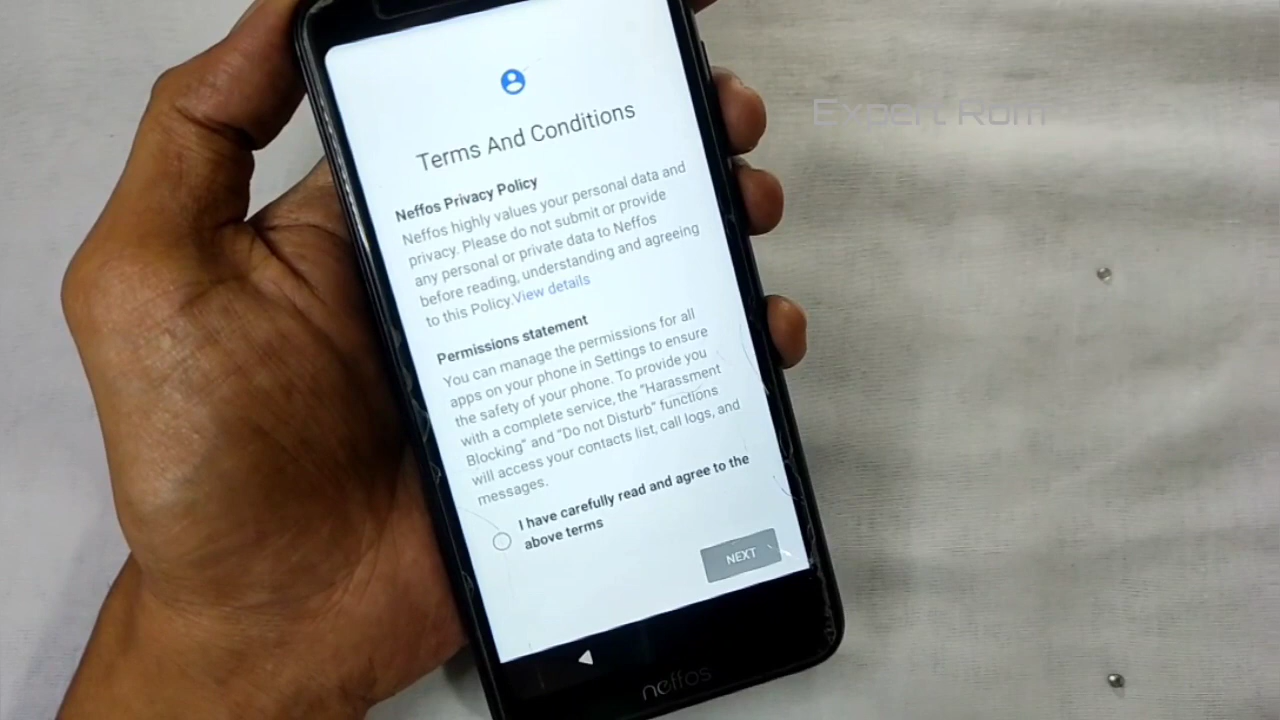 Expert Rom
Terms And Conditions
Neffos Privacy Policy
Neffos highly values your personal data and
privacy. Please do not submit or provide
any personal or private data to Neffos
before reading, understanding and agreeing
to this Policy.View details
Permissions statement
You can manage the permissions for all
apps on your phone in Settings to ensure
the safety of your phone. To provide you
with a complete service, the "Harassment
Blocking" and "Do not Disturb" functions
will access your contacts list, call logs, and
messages.
I have carefully read and agree to the
above terms
NEXT
neffos